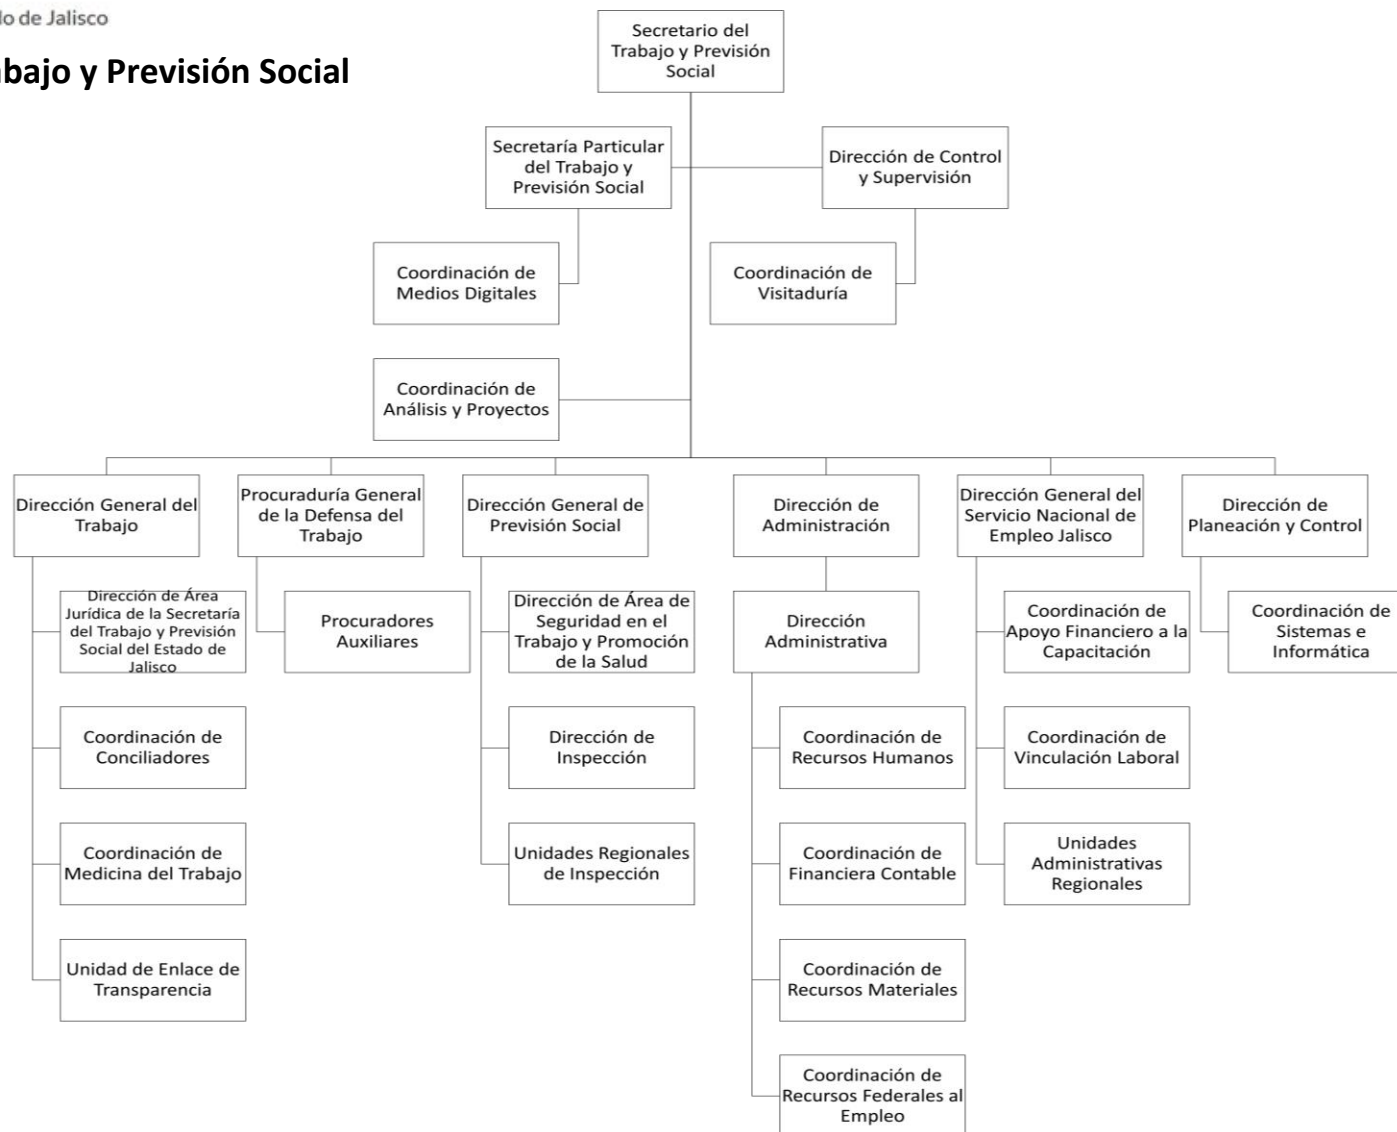 do de Jalisco
abajo y Previsión Social
Secretario del
Trabajo y Previsión
Social
Secretaría Particular
del Trabajo y
Previsión Social
Dirección de Control
y Supervisión
Coordinación de
Medios Digitales
Coordinación de
Visitaduría
Coordinación de
Análisis y Proyectos
Dirección General del
Trabajo
Procuraduría General
de la Defensa del
Trabajo
Dirección General de
Previsión Social
Dirección de
Administración
Dirección General del
Servicio Nacional de
Empleo Jalisco
Dirección de
Planeación y Control
Dirección de Área
Jurídica de la Secretaría
del Trabajo y Previsión
Social del Estado de
Jalisco
Procuradores
Auxiliares
Dirección de Área de
Seguridad en el
Trabajo y Promoción
de la Salud
Dirección
Administrativa
Coordinación de
Apoyo Financiero a la
Capacitación
Coordinación de
Sistemas e
Informática
Coordinación de
Conciliadores
Dirección de
Inspección
Coordinación de
Recursos Humanos
Coordinación de
Vinculación Laboral
Coordinación de
Medicina del Trabajo
Unidades Regionales
de Inspección
Coordinación de
Financiera Contable
Unidades
Administrativas
Regionales
Unidad de Enlace de
Transparencia
Coordinación de
Recursos Materiales
Coordinación de
Recursos Federales al
Empleo